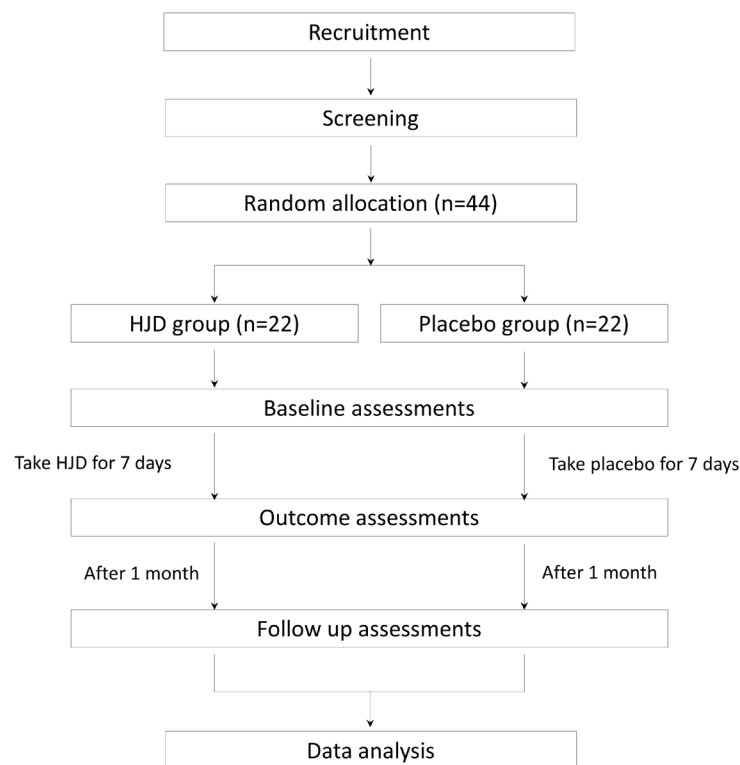 Recruitment
Screening
Random allocation (n=44)
HJD group (n=22)
Placebo group (n=22)
Baseline assessments
Take HJD for 7 days
Take placebo for 7 days
Outcome assessments
After 1 month
After 1 month
Follow up assessments
Data analysis